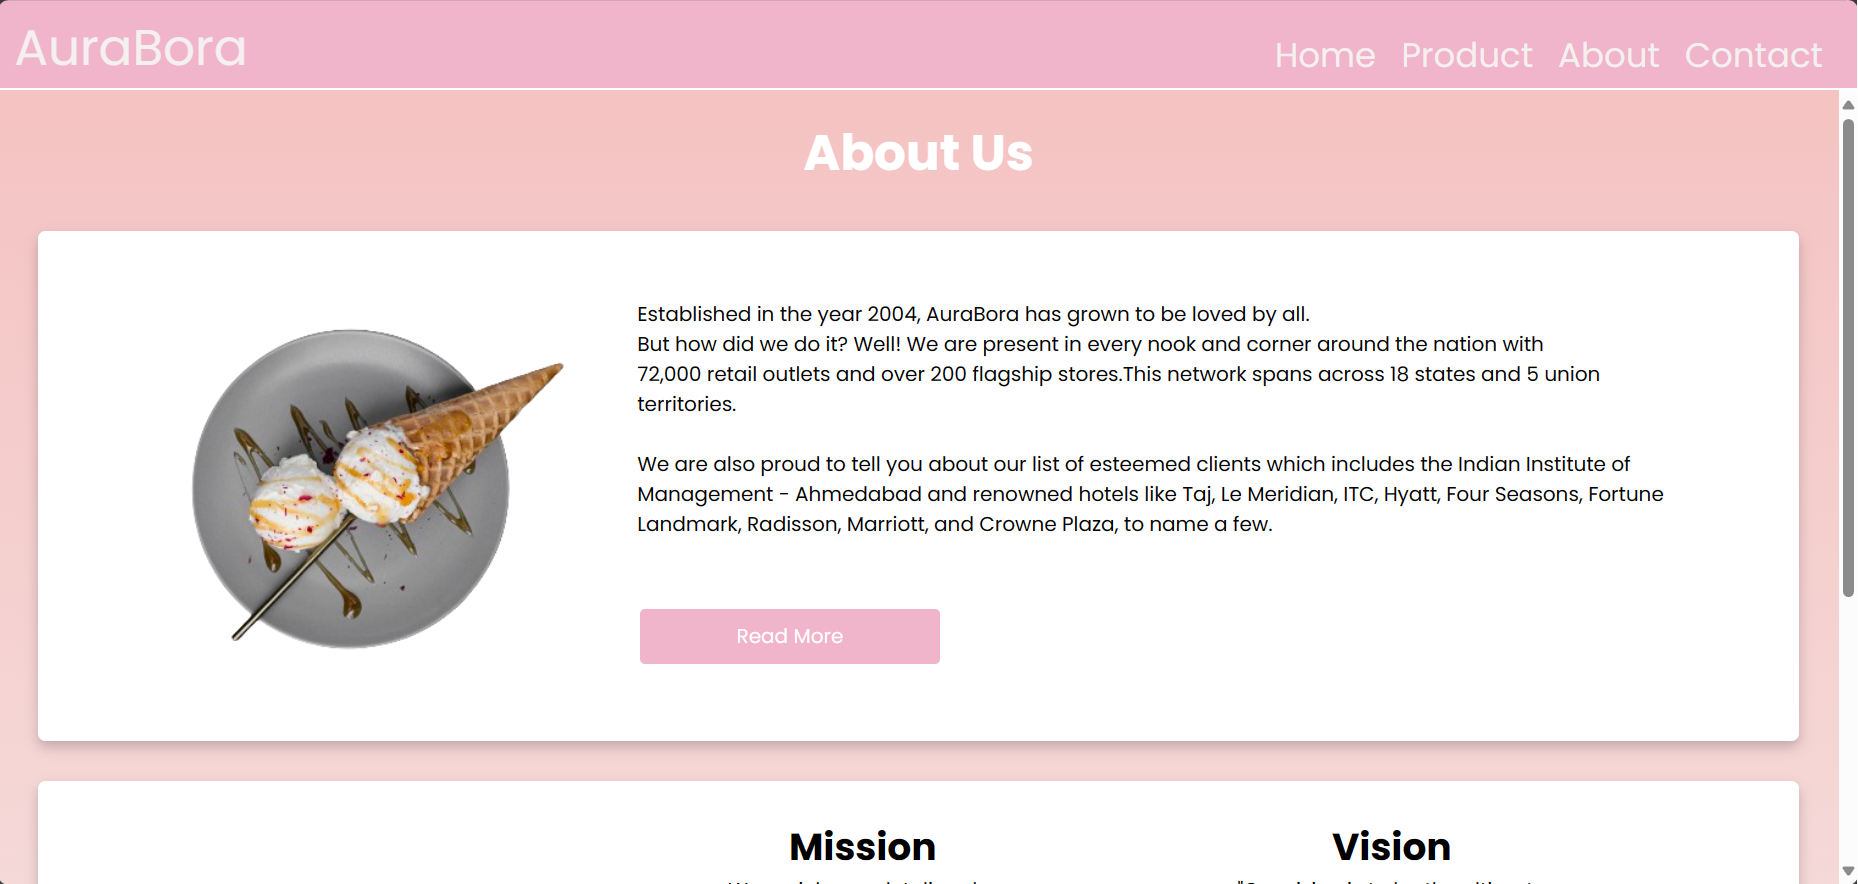 AuraBora
Home Product About Contact
About Us
Established in the year 2004, AuraBora has grown to be loved by all.
But how did we do it? Well! We are present in every nook and corner around the nation with
72,000 retail outlets and over 200 flagship stores.This network spans across 18 states and 5 union
territories.
We are also proud to tell you about our list of esteemed clients which includes the Indian Institute of
Management - Ahmedabad and renowned hotels like Taj, Le Meridian, ITC, Hyatt, Four Seasons, Fortune
Landmark, Radisson, Marriott, and Crowne Plaza, to name a few.
Read More
Mission
Vision